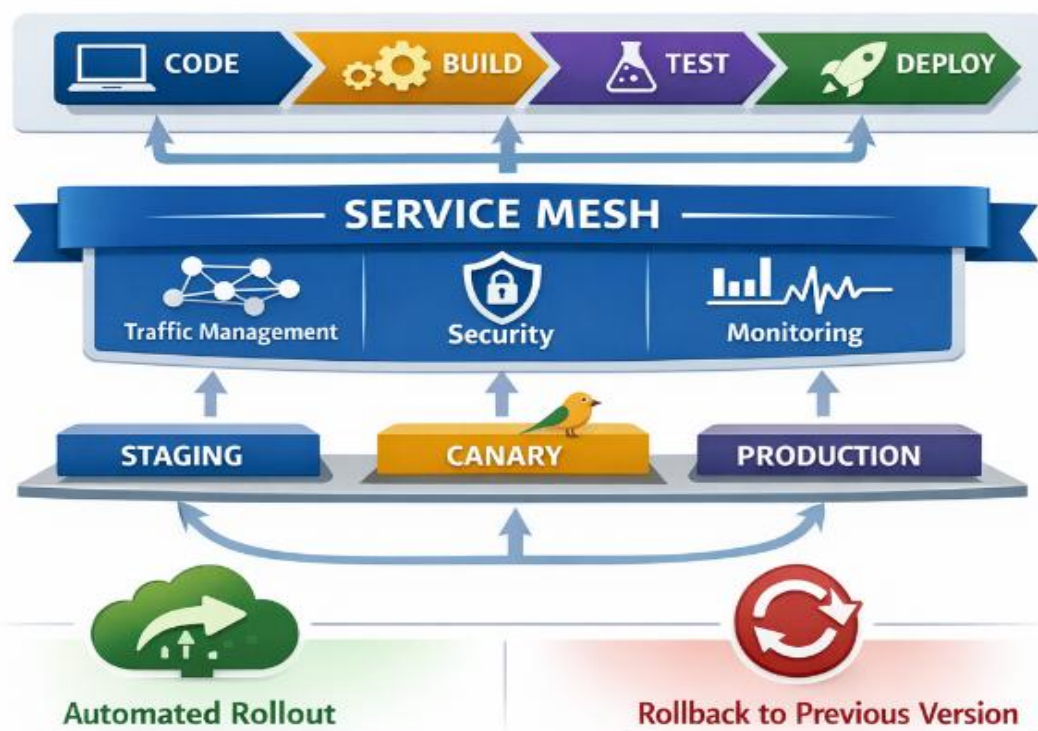 CODE
BUILD
TEST
DEPLOY
SERVICE MESH
Traffic Management
Security
Monitoring
STAGING
CANARY
PRODUCTION
Automated Rollout
Rollback to Previous Version